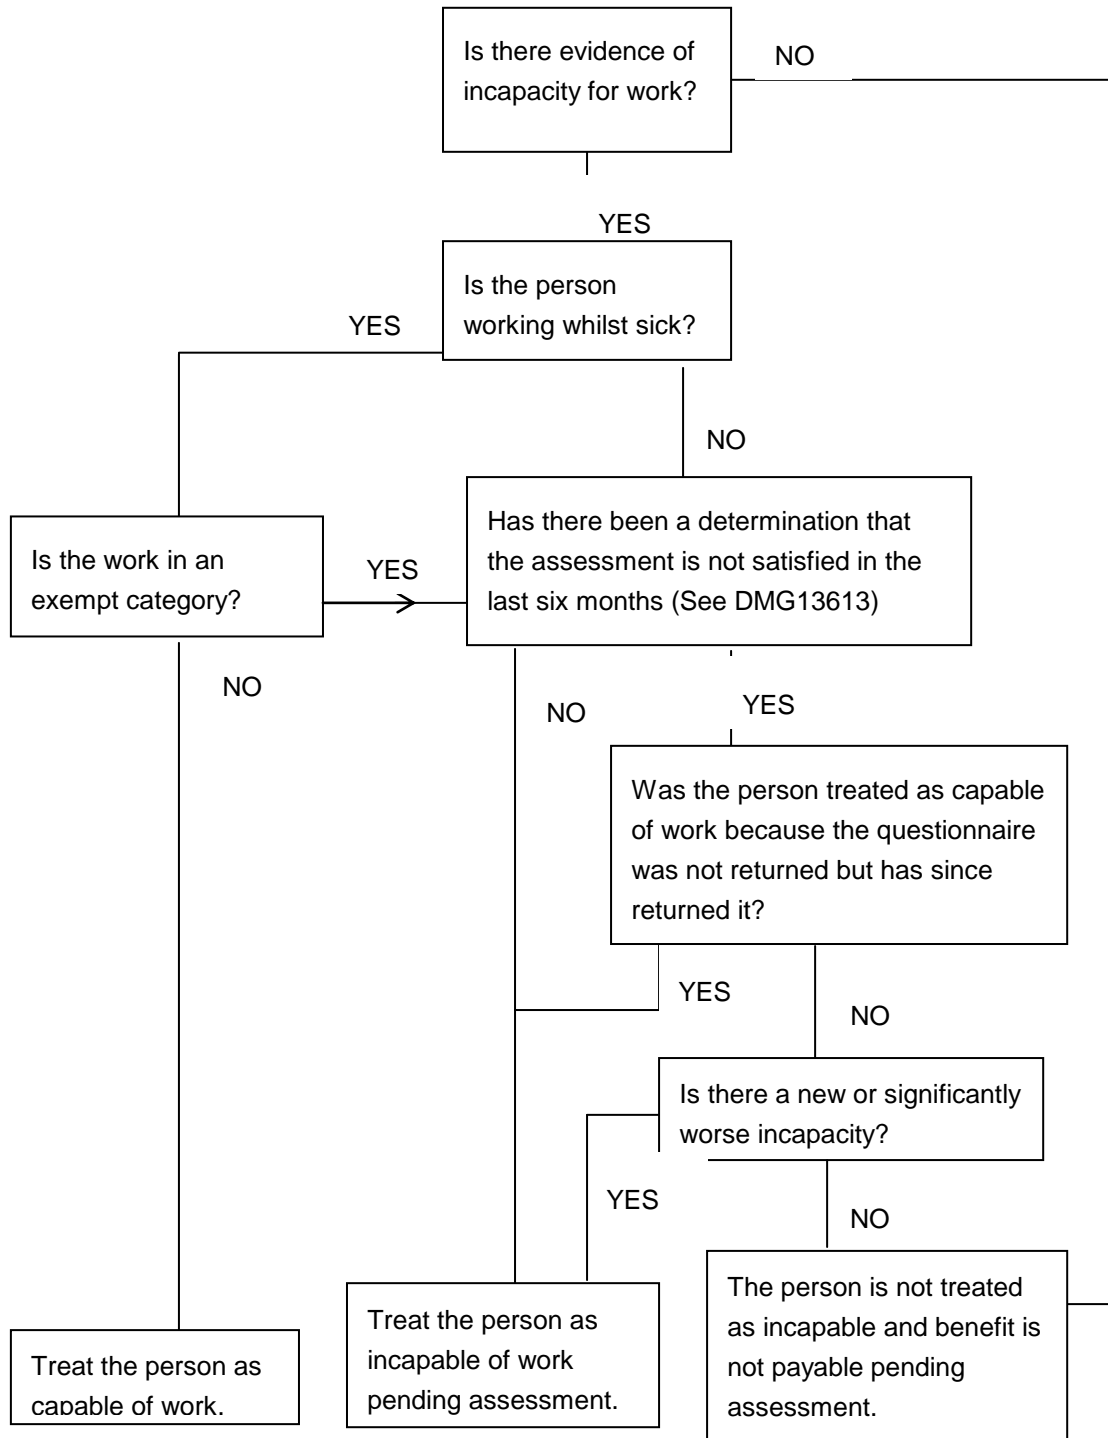 Is there evidence of
incapacity for work?
NO
YES
Is the person
working whilst sick?
YES
NO
Is the work in an
exempt category?
YES
Has there been a determination that
the assessment is not satisfied in the
last six months (See DMG13613)
NO
NO
YES
Was the person treated as capable
of work because the questionnaire
was not returned but has since
returned it?
YES
NO
Is there a new or significantly
worse incapacity?
YES
NO
Treat the person as
capable of work.
Treat the person as
incapable of work
pending assessment.
The person is not treated
as incapable and benefit is
not payable pending
assessment.